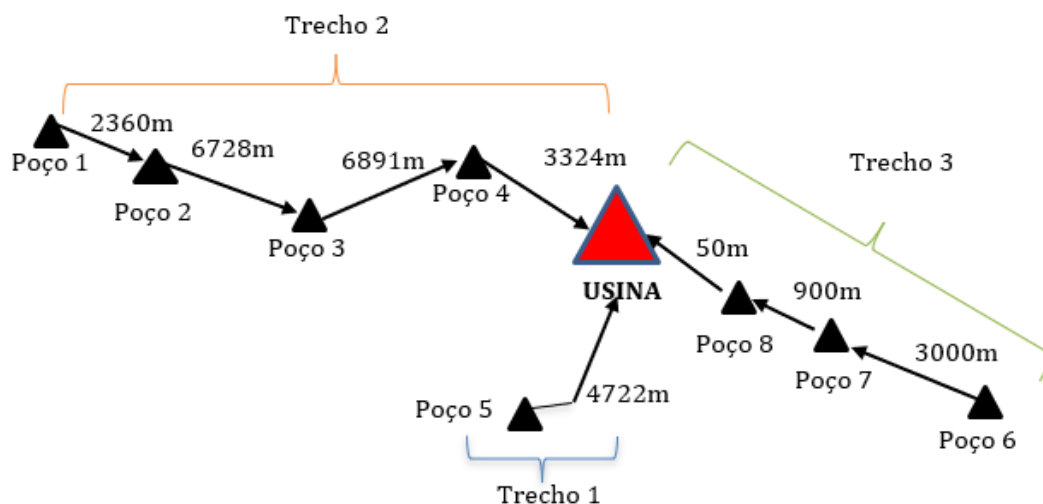 Trecho 2
2360m
6728m
6891m
3324m
Trecho 3
Poço 1
Poço 2
Poço 3
Poço 4
50m
USINA
900m
Poço 8
3000m
Poço 7
Poço 5
4722m
Poço 6
Trecho 1